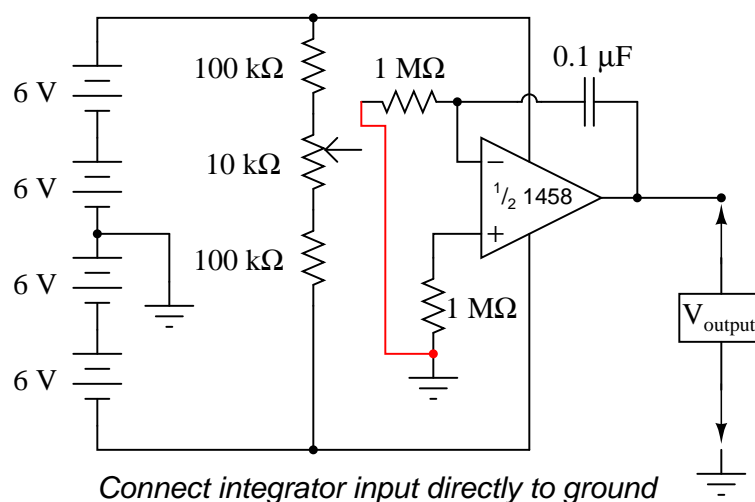 100 kΩ
1 MΩ
0.1 μF
6 V
6 V
10 kΩ
1/2 1458
−
+
6 V
100 kΩ
1 MΩ
Voutput
6 V
Connect integrator input directly to ground